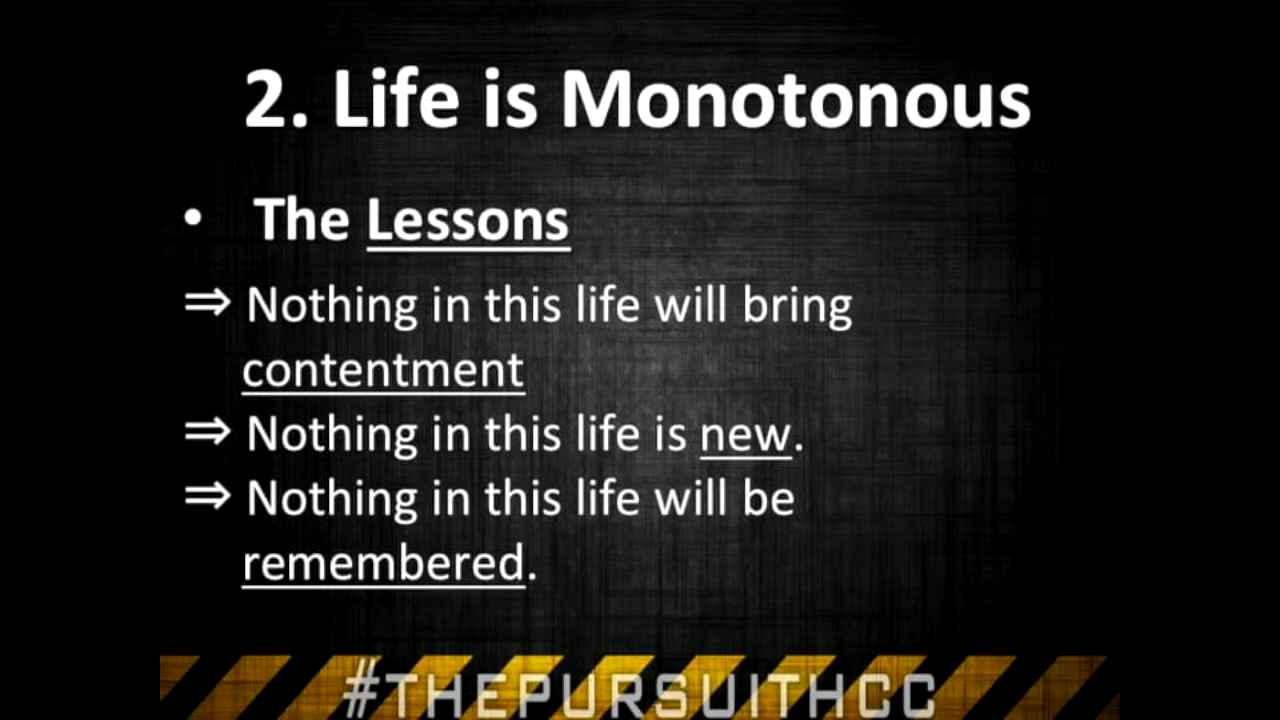 2. Life is Monotonous
• The Lessons
⇒ Nothing in this life will bring
contentment
⇒ Nothing in this life is new.
⇒ Nothing in this life will be
remembered.
#THEPURSUITHCC